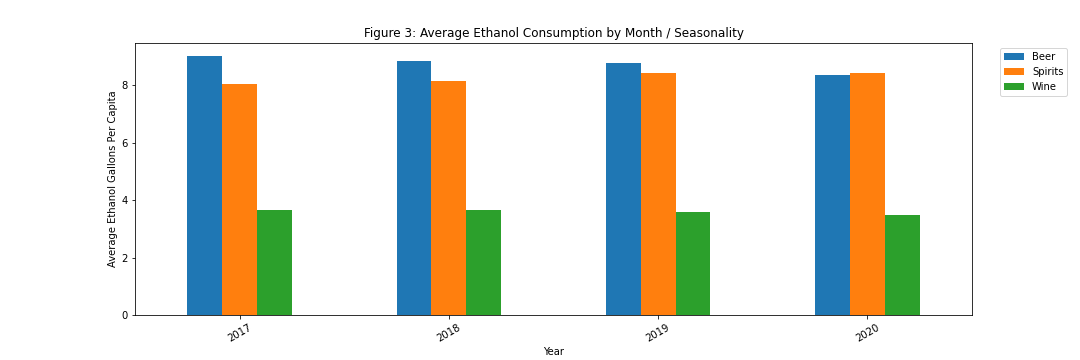 Figure 3: Average Ethanol Consumption by Month / Seasonality
Beer
Spirits
Wine
Average Ethanol Gallons Per Capita
8
6
4
2
0
2017
2018
2019
2020
Year